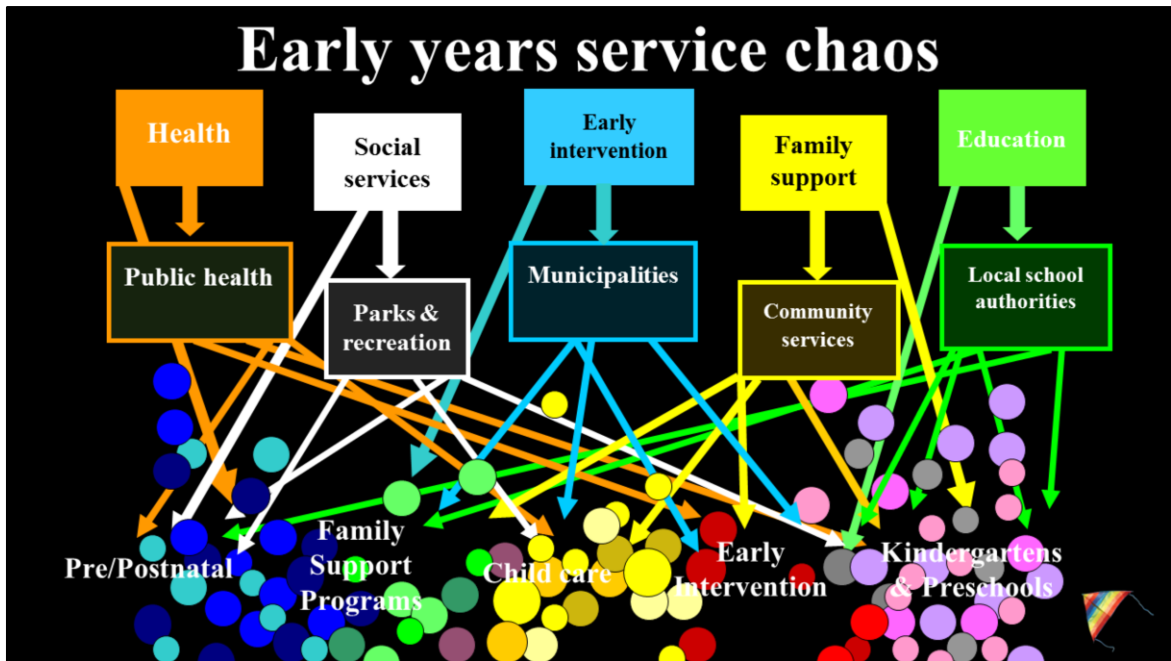 Early years service chaos
Health
Social
services
Early
intervention
Family
support
Education
Public health
Parks &
recreation
Municipalities
Community
services
Local school
authorities
Pre/Postnatal
Family
Support
Programs
Child care
Early
Intervention
Kindergartens
& Preschools